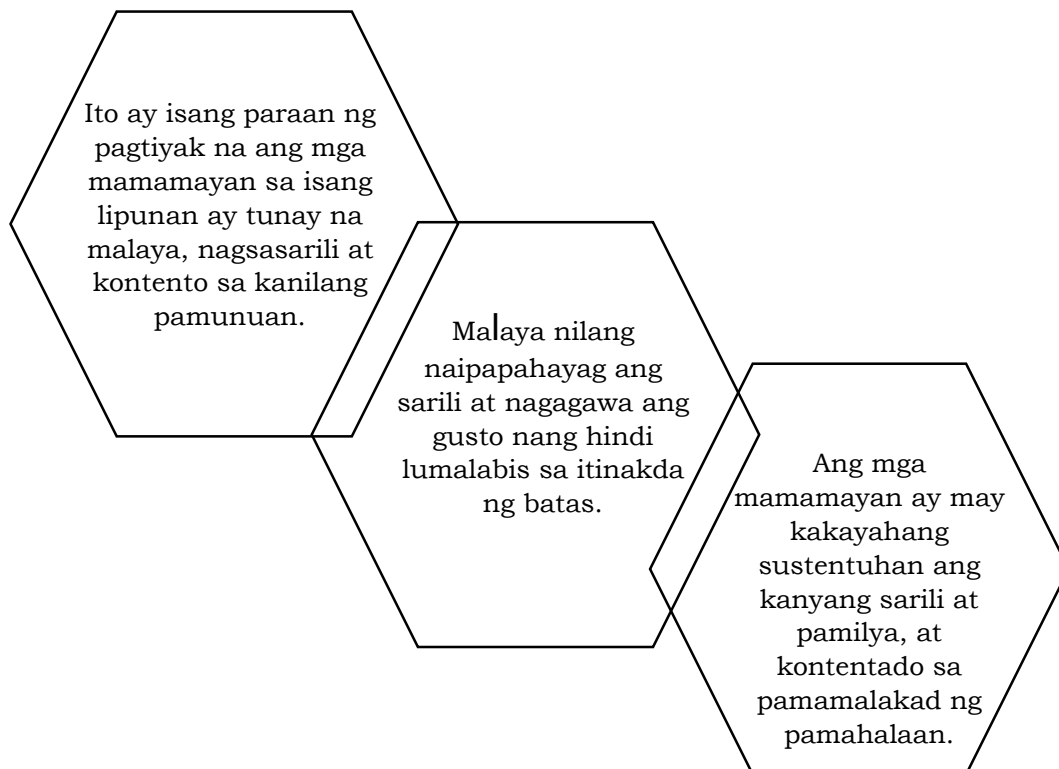 Ito ay isang paraan ng
pagtiyak na ang mga
mamamayan sa isang
lipunan ay tunay na
malaya, nagsasarili at
kontento sa kanilang
pamunuan.
Malaya nilang
naipapahayag ang
sarili at nagagawa ang
gusto nang hindi
lumalabis sa itinakda
ng batas.
Ang mga
mamamayan ay may
kakayahang
sustentuhan ang
kanyang sarili at
pamilya, at
kontentado sa
pamamalakad ng
pamahalaan.